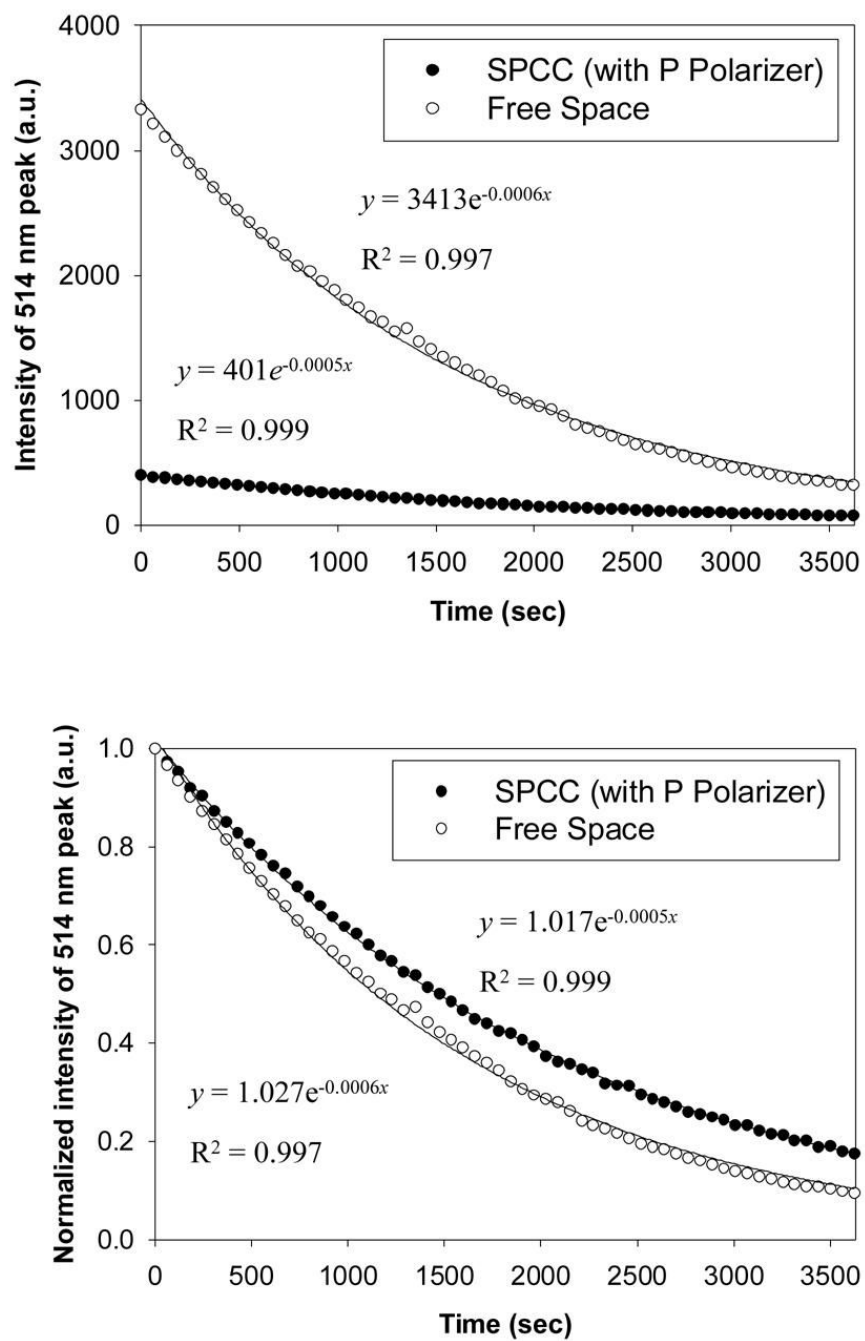 4000
3000
2000
1000
0
Intensity of 514 nm peak (a.u.)
SPCC (with P Polarizer)
Free Space
y = 3413e^-0.0006x
R² = 0.997
y = 401e^-0.0005x
R² = 0.999
0 500 1000 1500 2000 2500 3000 3500
Time (sec)
1.0
0.8
0.6
0.4
0.2
0.0
Normalized intensity of 514 nm peak (a.u.)
SPCC (with P Polarizer)
Free Space
y = 1.017e^-0.0005x
R² = 0.999
y = 1.027e^-0.0006x
R² = 0.997
0 500 1000 1500 2000 2500 3000 3500
Time (sec)